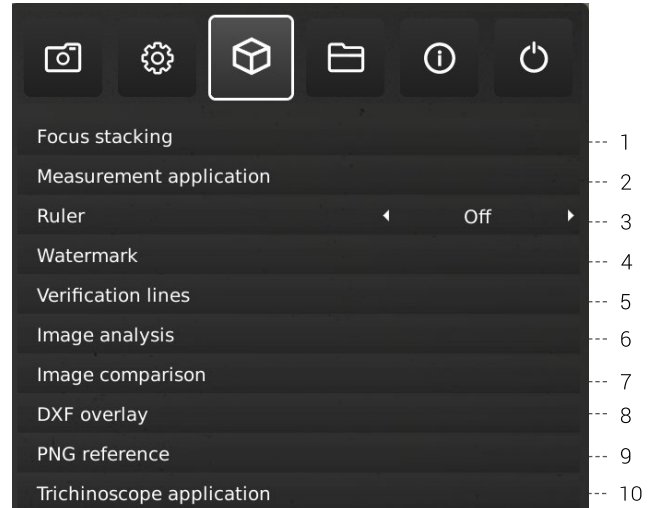 Focus stacking 1
Measurement application 2
Ruler Off 3
Watermark 4
Verification lines 5
Image analysis 6
Image comparison 7
DXF overlay 8
PNG reference 9
Trichinoscope application 10